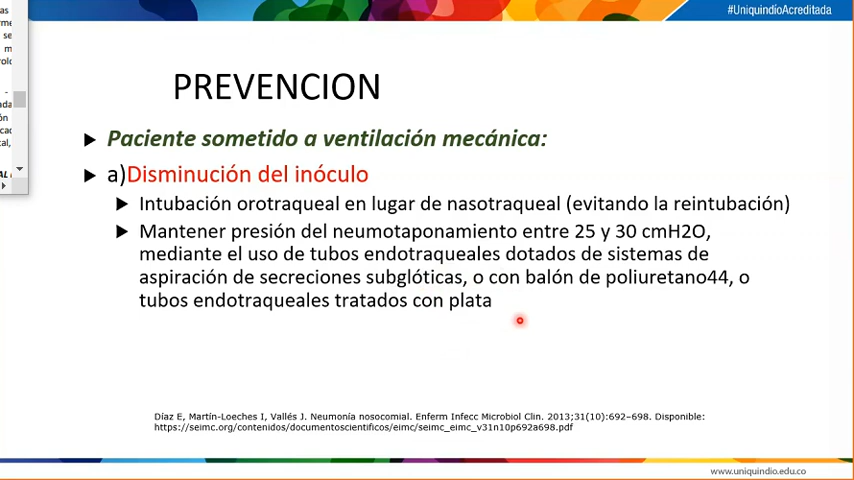 #UniquindíoAcreditada
PREVENCION
Paciente sometido a ventilación mecánica:
a)Disminución del inóculo
Intubación orotraqueal en lugar de nasotraqueal (evitando la reintubación)
Mantener presión del neumotaponamiento entre 25 y 30 cmH2O,
mediante el uso de tubos endotraqueales dotados de sistemas de
aspiración de secreciones subglóticas, o con balón de poliuretano44, o
tubos endotraqueales tratados con plata
Díaz E, Martín-Loeches I, Vallés J. Neumonía nosocomial. Enferm Infecc Microbiol Clin. 2013;31(10):692–698. Disponible:
https://seimc.org/contenidos/documentoscientificos/eimc/seimc_eimc_v31n10p692a698.pdf
www.uniquindio.edu.co